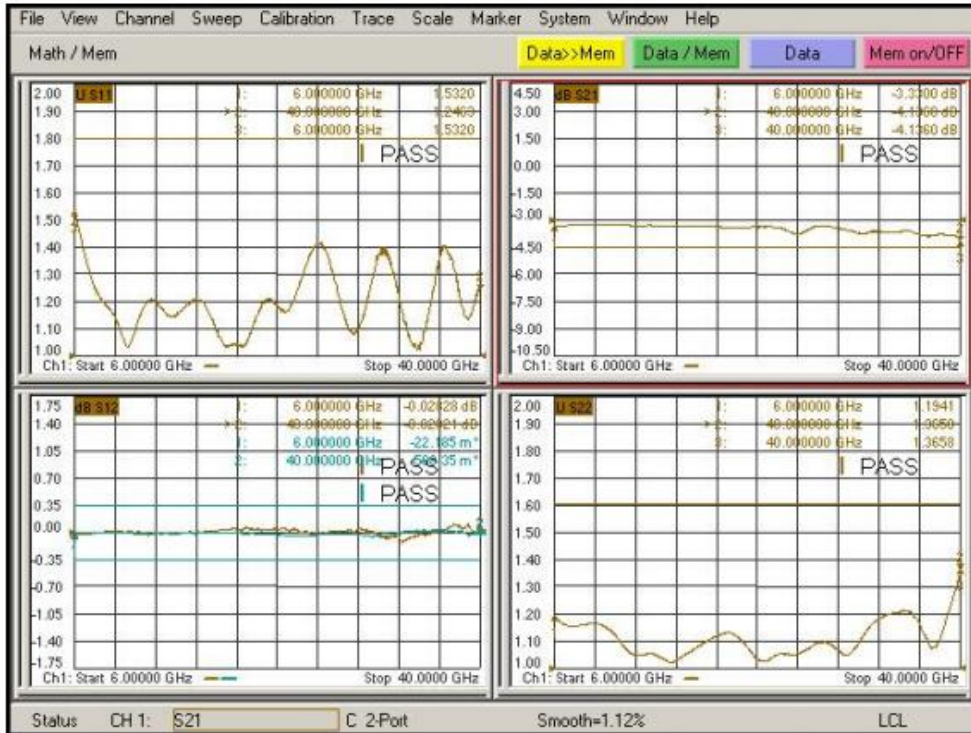 File View Channel Sweep Calibration Trace Scale Marker System Window Help
Math / Mem Data>>Mem Data / Mem Data Mem on/OFF
2.00
1.90
1.80
1.70
1.60
1.50
1.40
1.30
1.20
1.10
1.00
U S11
1: 6.000000 GHz 1.5320
> 2: 40.000000 GHz
3: 6.000000 GHz 1.5320
PASS
Ch1: Start 6.00000 GHz Stop 40.0000 GHz
4.50
3.00
1.50
0.00
-1.50
-3.00
-4.50
-6.00
-7.50
-9.00
-10.50
dB S21
1: 6.000000 GHz -3.3300 dB
> 2: 40.000000 GHz
3: 40.000000 GHz -4.1360 dB
PASS
Ch1: Start 6.00000 GHz Stop 40.0000 GHz
1.75
1.40
1.05
0.70
0.35
0.00
-0.35
-0.70
-1.05
-1.40
-1.75
dB S12
1: 6.000000 GHz -0.02828 dB
> 2: 40.000000 GHz
1: 6.000000 GHz -22.185 m°
2: 40.000000 GHz
PASS
PASS
Ch1: Start 6.00000 GHz Stop 40.0000 GHz
2.00
1.90
1.80
1.70
1.60
1.50
1.40
1.30
1.20
1.10
1.00
U S22
1: 6.000000 GHz 1.1941
> 2: 40.000000 GHz
3: 40.000000 GHz 1.3658
PASS
Ch1: Start 6.00000 GHz Stop 40.0000 GHz
Status CH 1: S21 C 2-Port Smooth=1.12% LCL